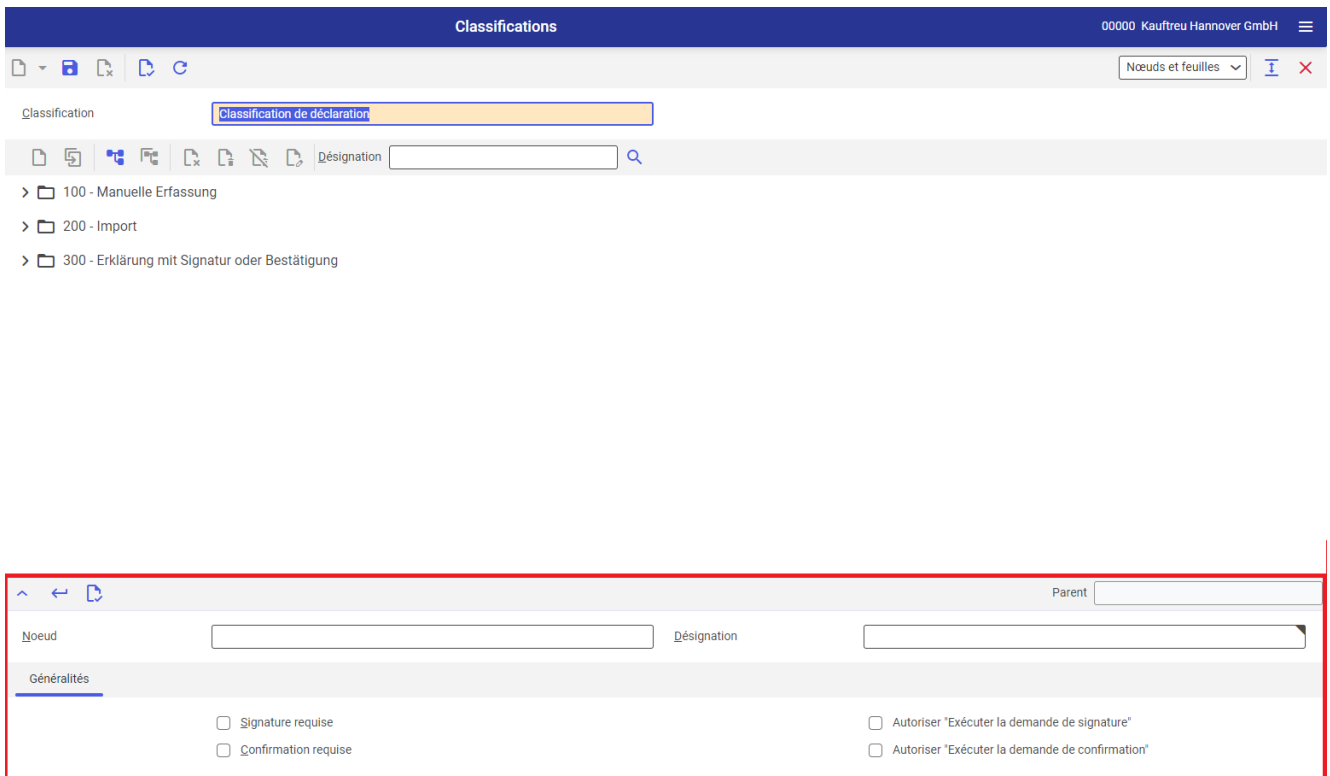 Classifications
00000 Kauftreu Hannover GmbH
Nœuds et feuilles
Classification Classification de déclaration
Désignation
100 - Manuelle Erfassung
200 - Import
300 - Erklärung mit Signatur oder Bestätigung
Parent
Noeud Désignation
Généralités
Signature requise Autoriser "Exécuter la demande de signature"
Confirmation requise Autoriser "Exécuter la demande de confirmation"